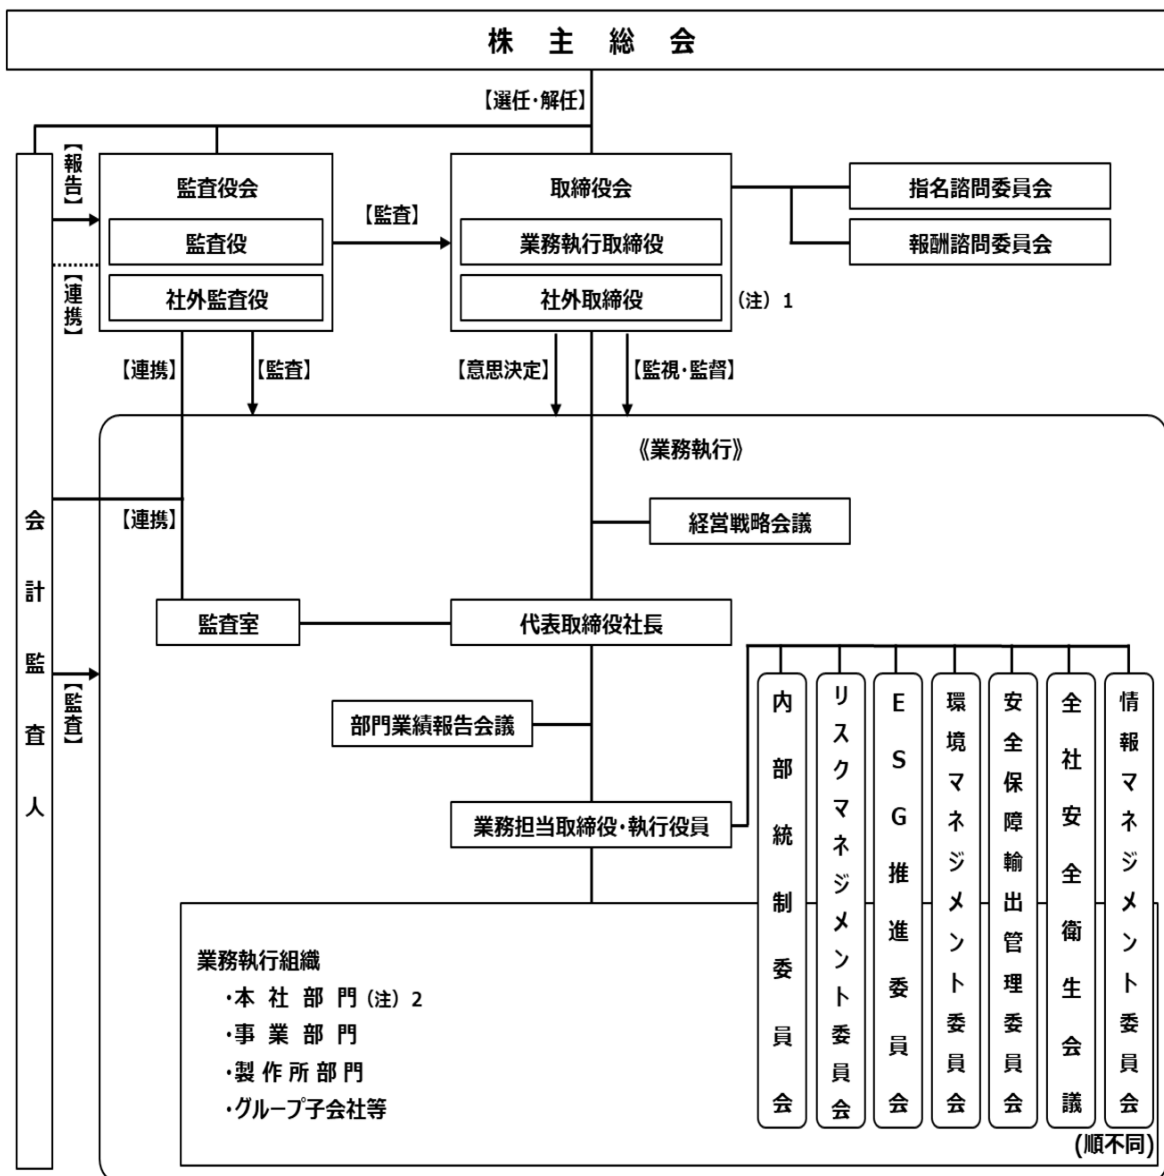 株主総会
【選任・解任】
【報告】
監査役会
監査役
社外監査役
【監査】
取締役会
業務執行取締役
社外取締役
(注)1
指名諮問委員会
報酬諮問委員会
【連携】
【連携】
【監査】
【意思決定】
【監視・監督】
《業務執行》
会計監査人
【連携】
経営戦略会議
監査室
代表取締役社長
【監査】
部門業績報告会議
業務担当取締役・執行役員
内部統制委員会
リスクマネジメント委員会
ESG推進委員会
環境マネジメント委員会
安全保障輸出管理委員会
全社安全衛生会議
情報マネジメント委員会
業務執行組織
・本社部門(注)2
・事業部門
・製作所部門
・グループ子会社等
(順不同)